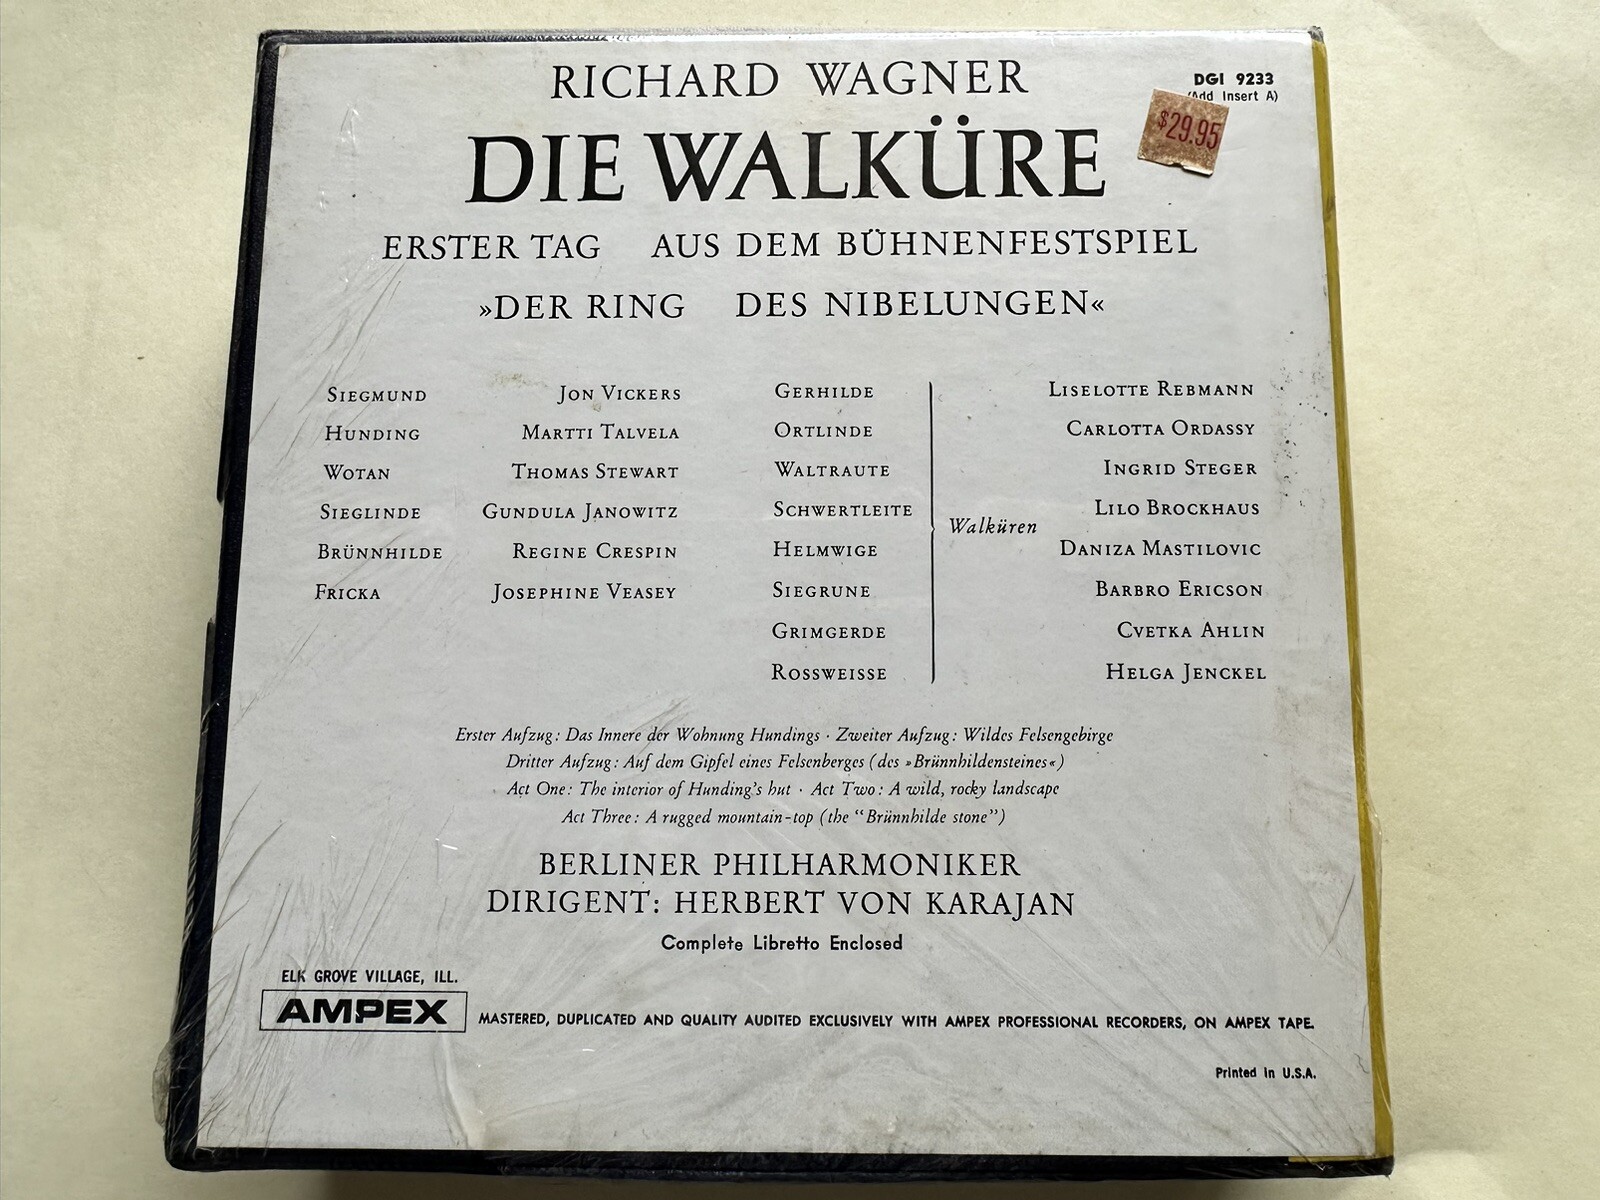 RICHARD WAGNER
DGI 9233
(Add Insert A)
$29.95
DIE WALKÜRE
ERSTER TAG AUS DEM BÜHNENFESTSPIEL
»DER RING DES NIBELUNGEN«
SIEGMUND JON VICKERS
HUNDING MARTTI TALVELA
WOTAN THOMAS STEWART
SIEGLINDE GUNDULA JANOWITZ
BRÜNNHILDE REGINE CRESPIN
FRICKA JOSEPHINE VEASEY
GERHILDE LISELOTTE REBMANN
ORTLINDE CARLOTTA ORDASSY
WALTRAUTE INGRID STEGER
SCHWERTLEITE LILO BROCKHAUS
Walküren
HELMWIGE DANIZA MASTILOVIC
SIEGRUNE BARBRO ERICSON
GRIMGERDE CVETKA AHLIN
ROSSWEISSE HELGA JENCKEL
Erster Aufzug: Das Innere der Wohnung Hundings · Zweiter Aufzug: Wildes Felsengebirge
Dritter Aufzug: Auf dem Gipfel eines Felsenberges (des »Brünnhildensteines«)
Act One: The interior of Hunding's hut · Act Two: A wild, rocky landscape
Act Three: A rugged mountain-top (the “Brünnhilde stone”)
BERLINER PHILHARMONIKER
DIRIGENT: HERBERT VON KARAJAN
Complete Libretto Enclosed
ELK GROVE VILLAGE, ILL.
AMPEX MASTERED, DUPLICATED AND QUALITY AUDITED EXCLUSIVELY WITH AMPEX PROFESSIONAL RECORDERS, ON AMPEX TAPE.
Printed in U.S.A.